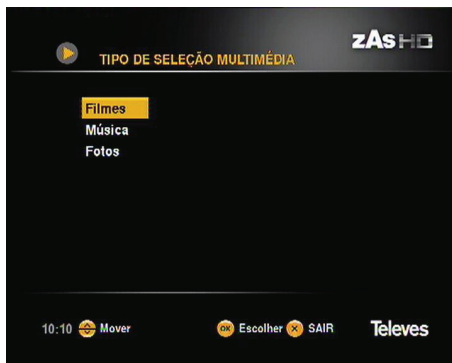 zAs HD
TIPO DE SELEÇÃO MULTIMÉDIA
Filmes
Música
Fotos
10:10 Mover OK Escolher X SAIR Televes